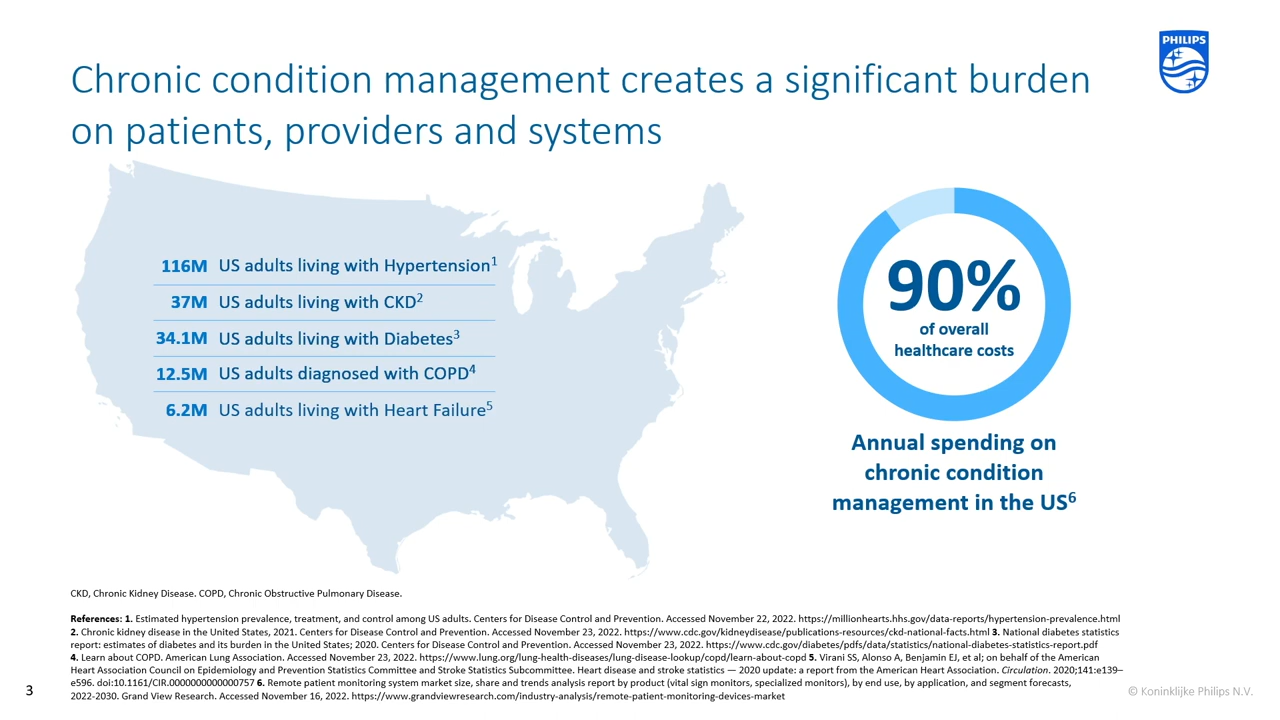 PHILIPS
Chronic condition management creates a significant burden
on patients, providers and systems
116M US adults living with Hypertension1
37M US adults living with CKD2
34.1M US adults living with Diabetes3
12.5M US adults diagnosed with COPD4
6.2M US adults living with Heart Failure5
90%
of overall
healthcare costs
Annual spending on
chronic condition
management in the US6
CKD, Chronic Kidney Disease. COPD, Chronic Obstructive Pulmonary Disease.
References: 1. Estimated hypertension prevalence, treatment, and control among US adults. Centers for Disease Control and Prevention. Accessed November 22, 2022. https://millionhearts.hhs.gov/data-reports/hypertension-prevalence.html
2. Chronic kidney disease in the United States, 2021. Centers for Disease Control and Prevention. Accessed November 23, 2022. https://www.cdc.gov/kidneydisease/publications-resources/ckd-national-facts.html 3. National diabetes statistics
report: estimates of diabetes and its burden in the United States; 2020. Centers for Disease Control and Prevention. Accessed November 23, 2022. https://www.cdc.gov/diabetes/pdfs/data/statistics/national-diabetes-statistics-report.pdf
4. Learn about COPD. American Lung Association. Accessed November 23, 2022. https://www.lung.org/lung-health-diseases/lung-disease-lookup/copd/learn-about-copd 5. Virani SS, Alonso A, Benjamin EJ, et al; on behalf of the American
Heart Association Council on Epidemiology and Prevention Statistics Committee and Stroke Statistics Subcommittee. Heart disease and stroke statistics — 2020 update: a report from the American Heart Association. Circulation. 2020;141:e139–
e596. doi:10.1161/CIR.0000000000000757 6. Remote patient monitoring system market size, share and trends analysis report by product (vital sign monitors, specialized monitors), by end use, by application, and segment forecasts,
2022-2030. Grand View Research. Accessed November 16, 2022. https://www.grandviewresearch.com/industry-analysis/remote-patient-monitoring-devices-market
3
© Koninklijke Philips N.V.